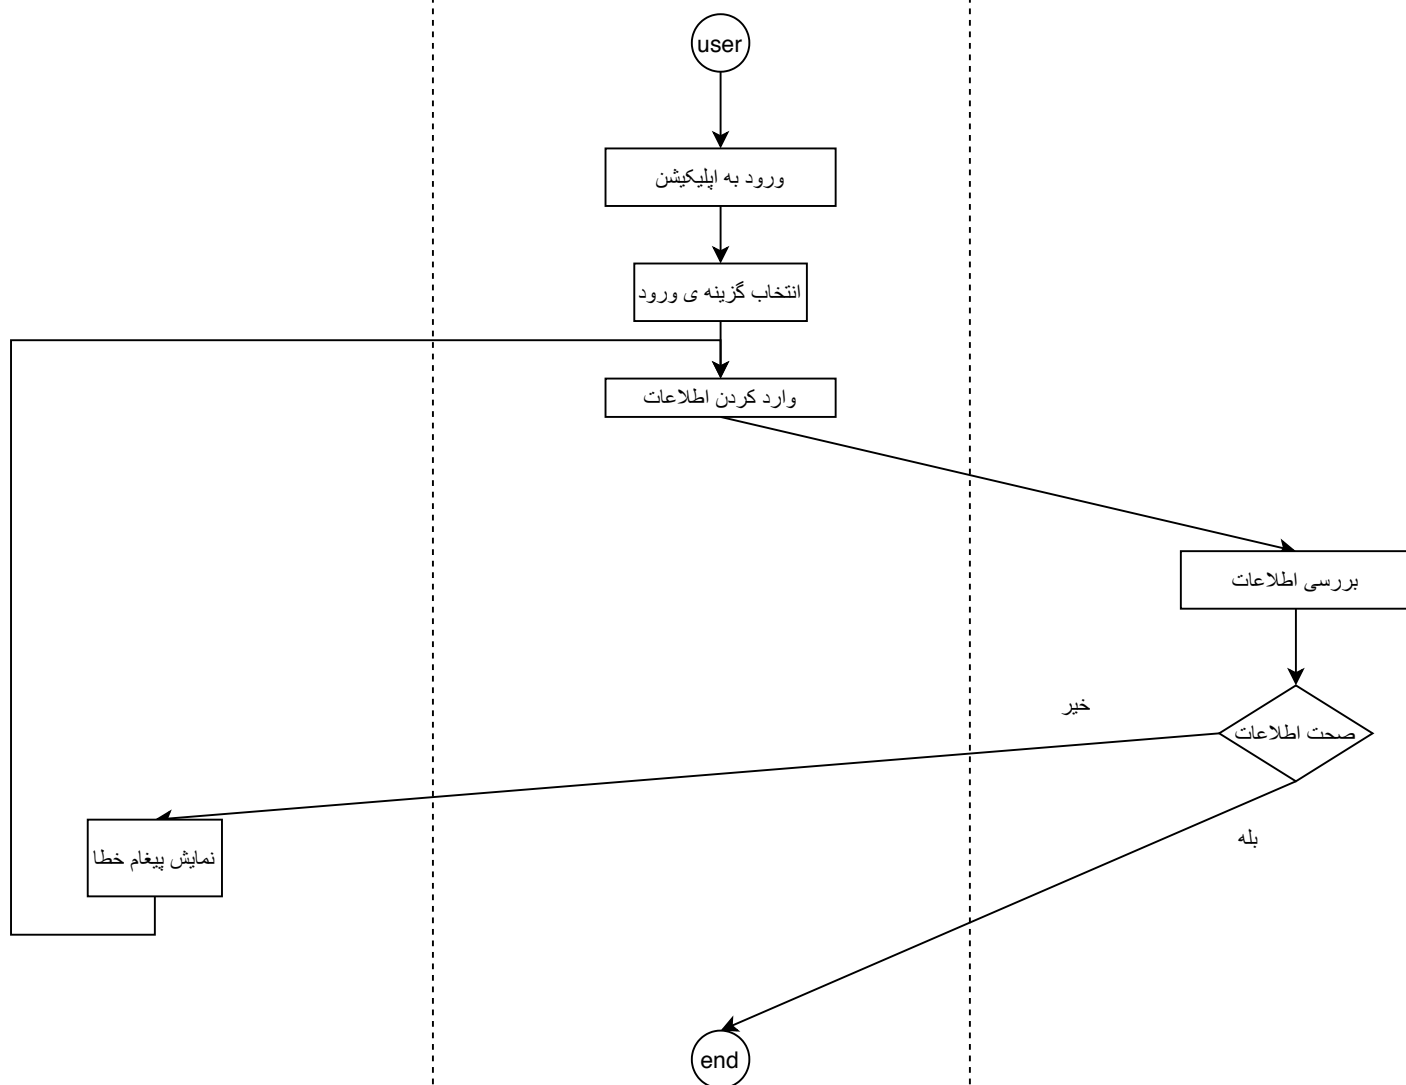 user
ورود به اپلیکیشن
انتخاب گزینه ی ورود
وارد کردن اطلاعات
بررسی اطلاعات
خیر
صحت اطلاعات
بله
نمایش پیغام خطا
end